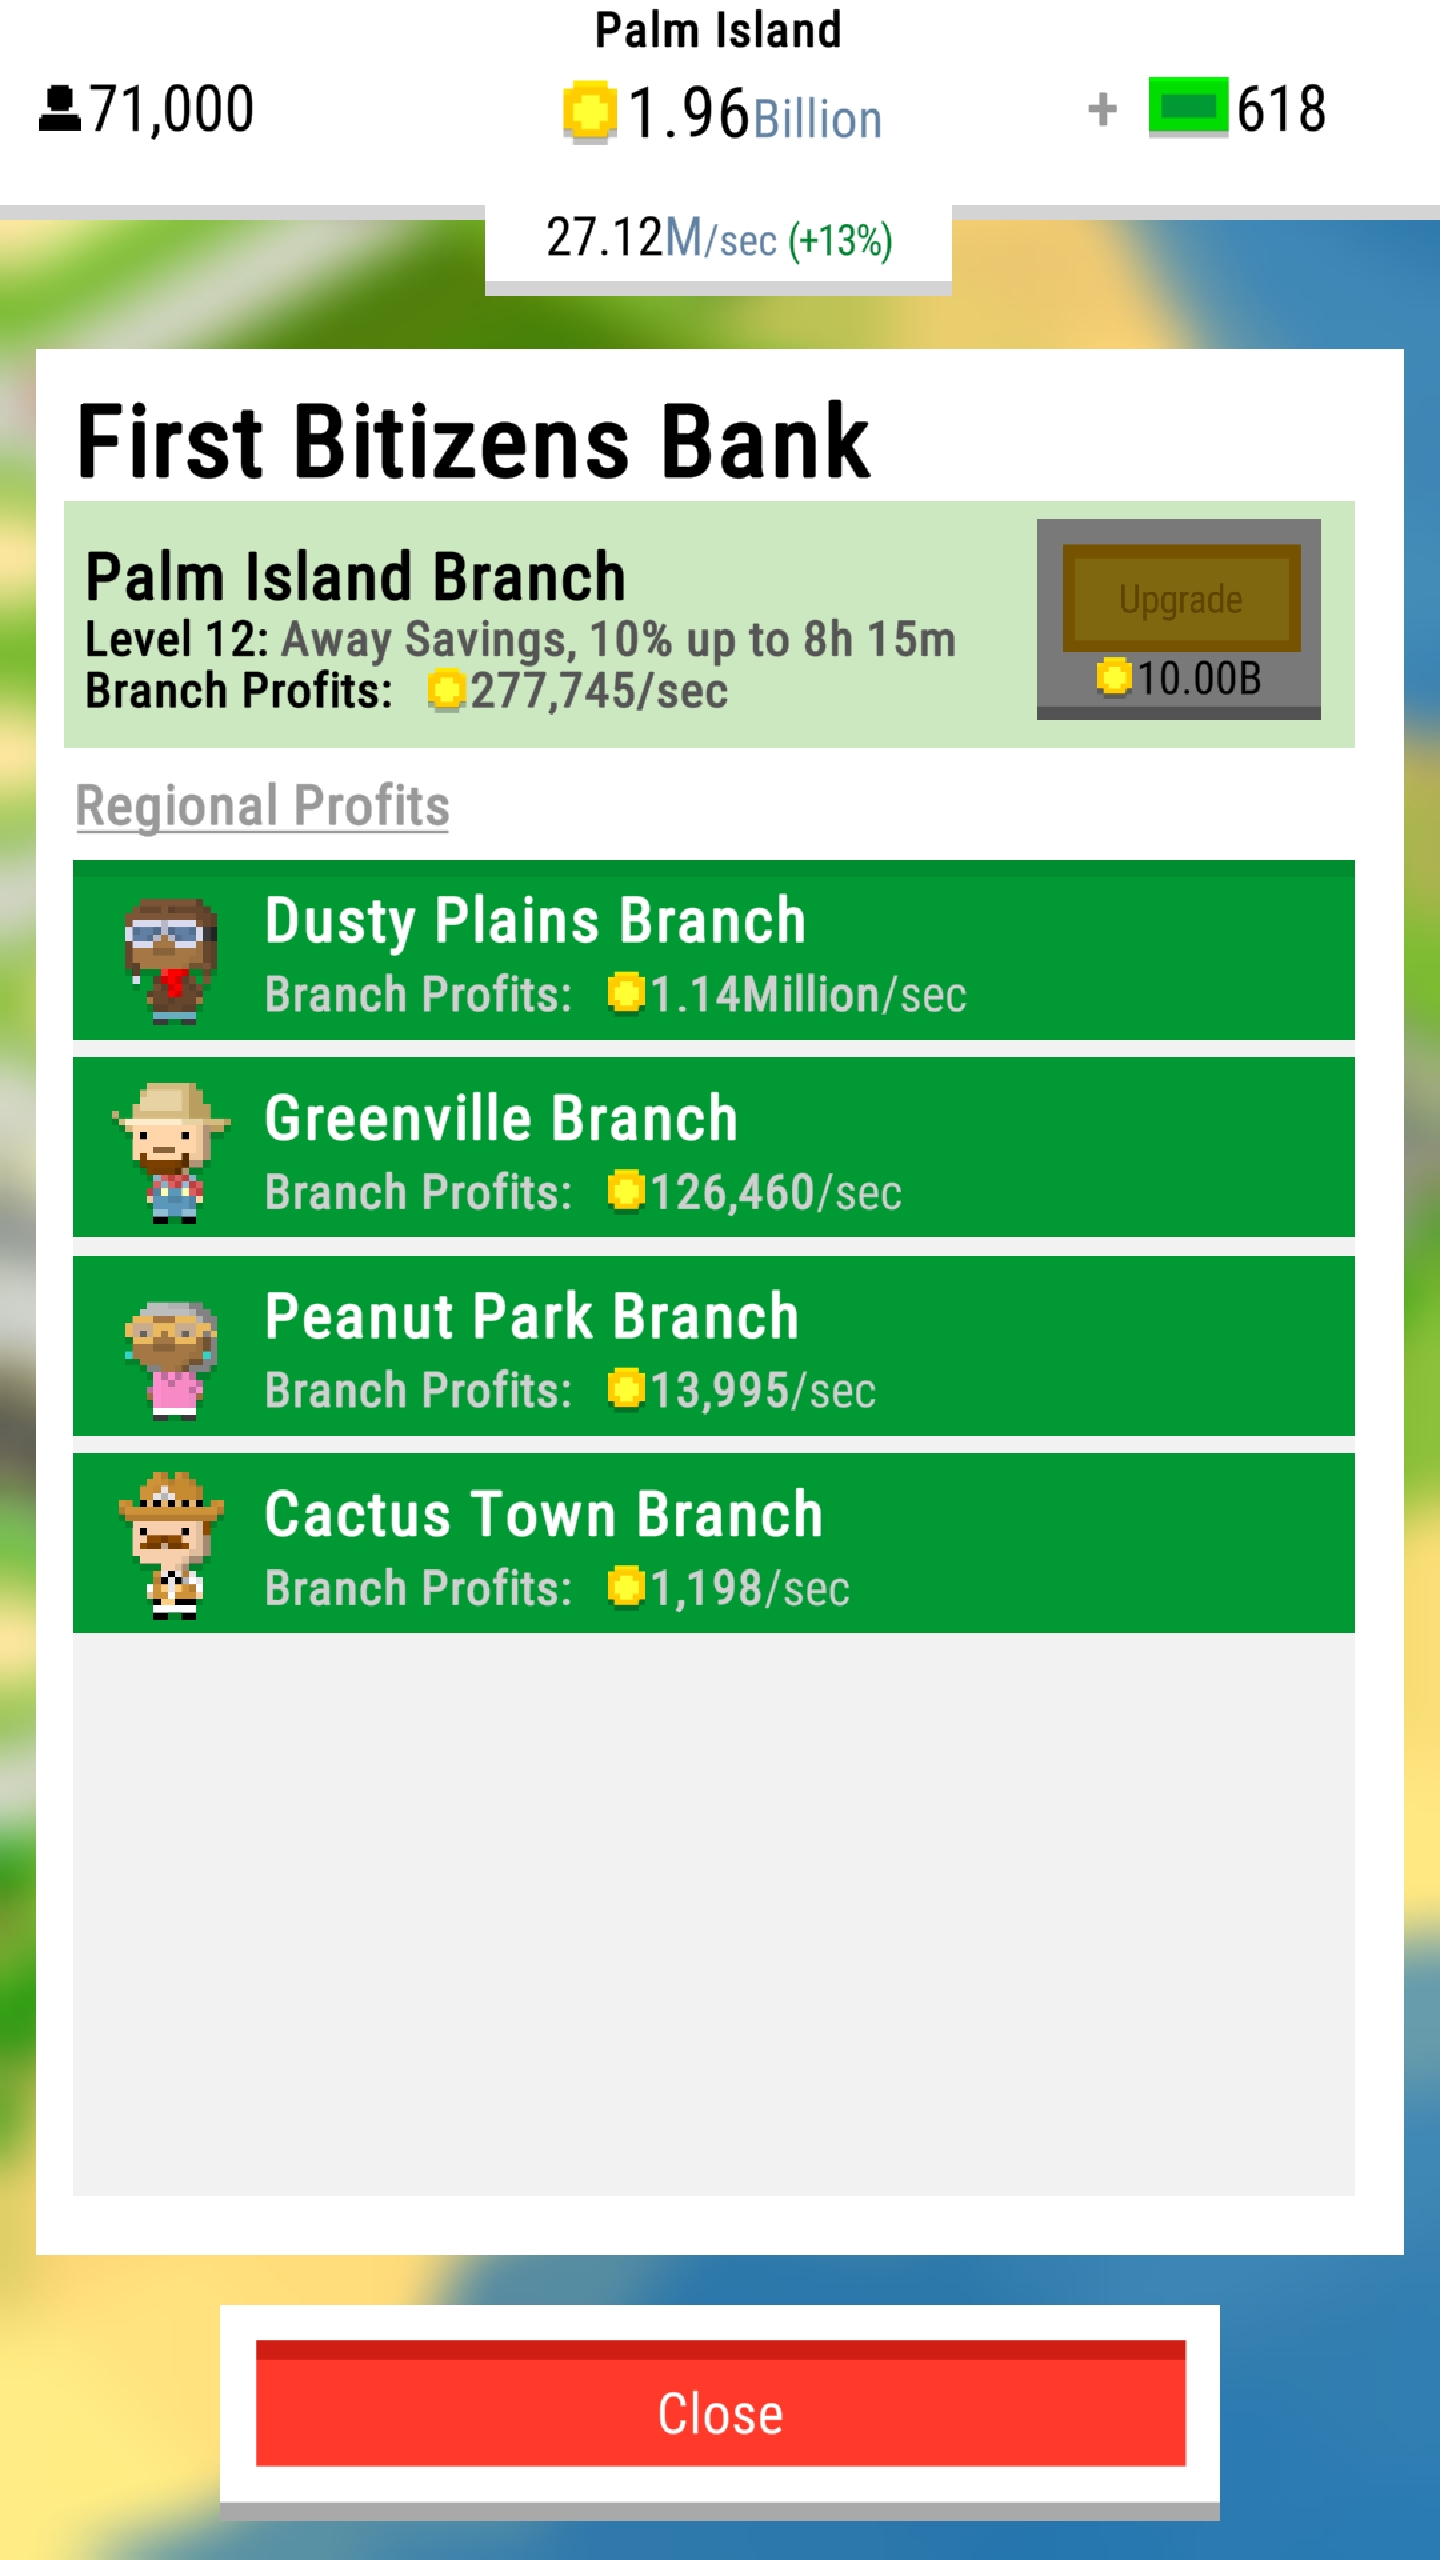 Palm Island
71,000
1.96Billion
+ 618
27.12M/sec (+13%)
First Bitizens Bank
Palm Island Branch
Level 12: Away Savings, 10% up to 8h 15m
Branch Profits: 277,745/sec
Upgrade
10.00B
Regional Profits
Dusty Plains Branch
Branch Profits: 1.14Million/sec
Greenville Branch
Branch Profits: 126,460/sec
Peanut Park Branch
Branch Profits: 13,995/sec
Cactus Town Branch
Branch Profits: 1,198/sec
Close